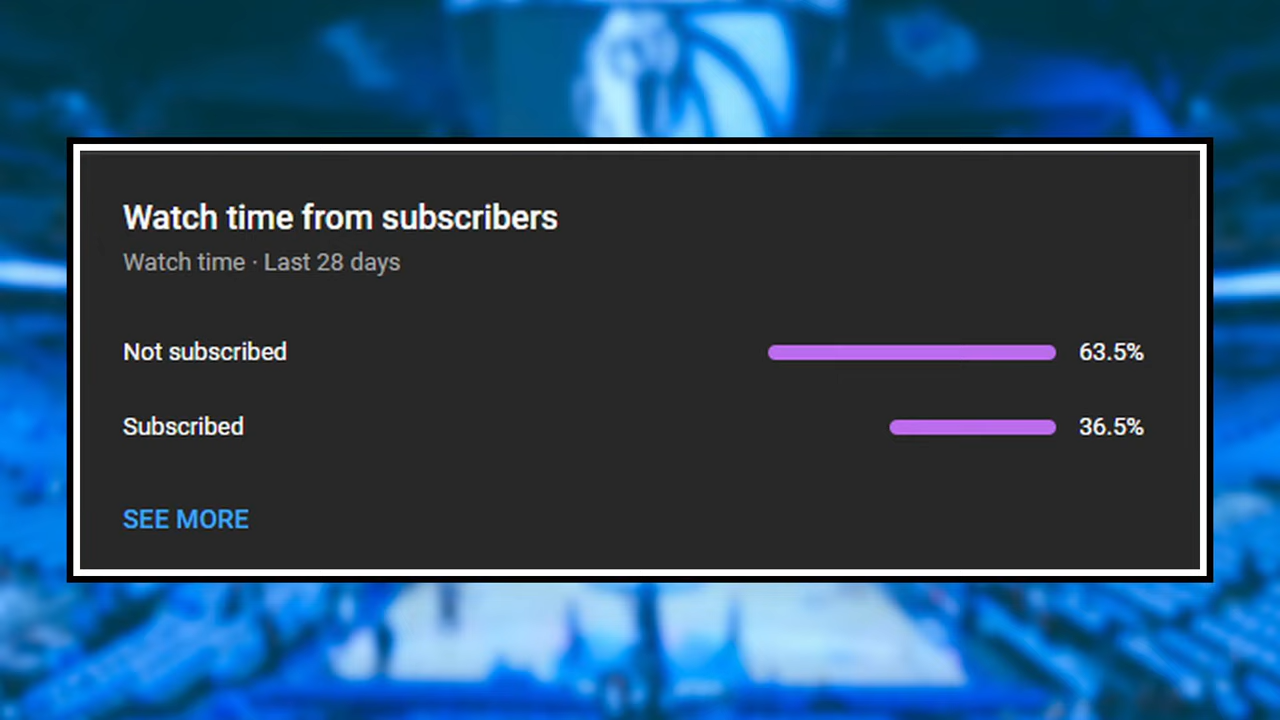 Watch time from subscribers
Watch time · Last 28 days
Not subscribed 63.5%
Subscribed 36.5%
SEE MORE